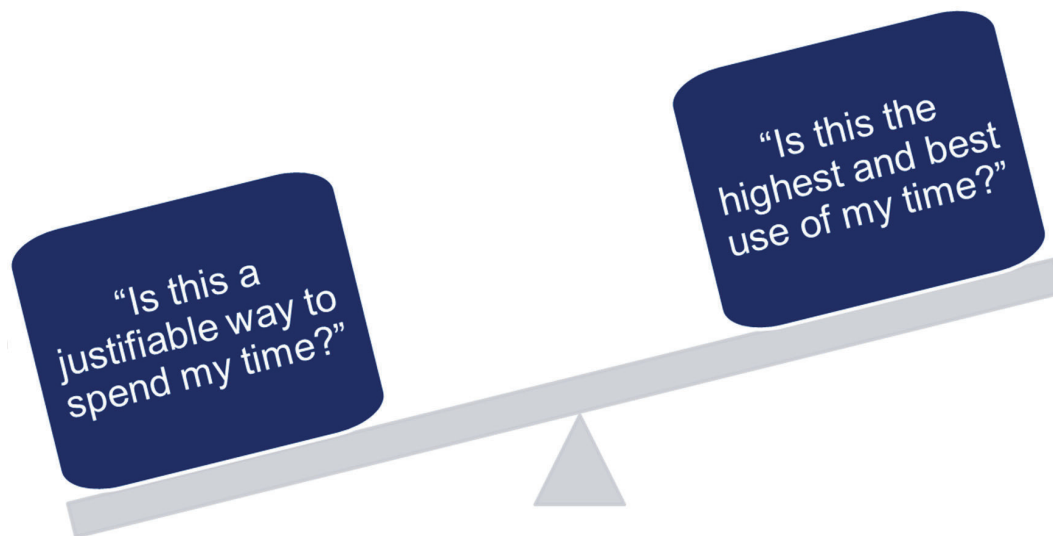 “Is this a
justifiable way to
spend my time?”
“Is this the
highest and best
use of my time?”